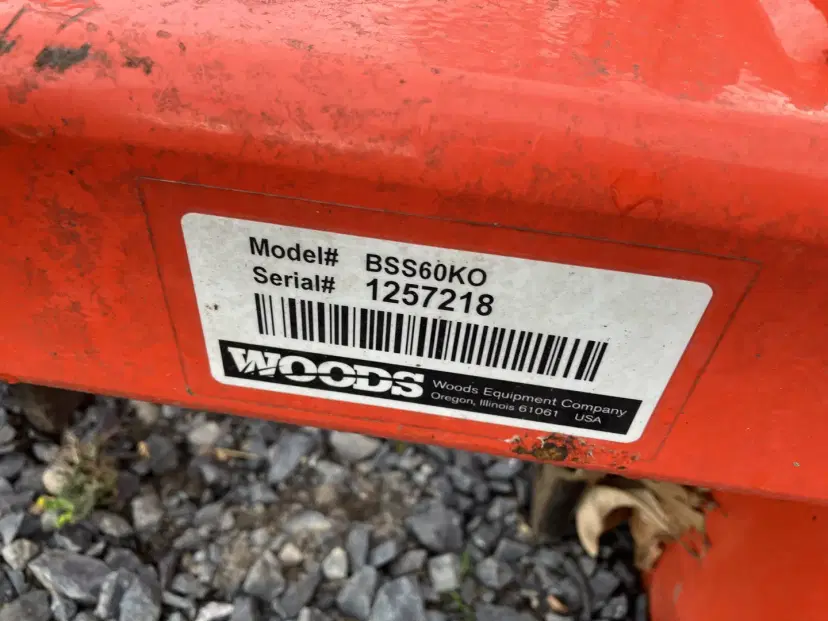 Model# BSS60KO
Serial# 1257218
WOODS
Woods Equipment Company
Oregon, Illinois 61061 USA